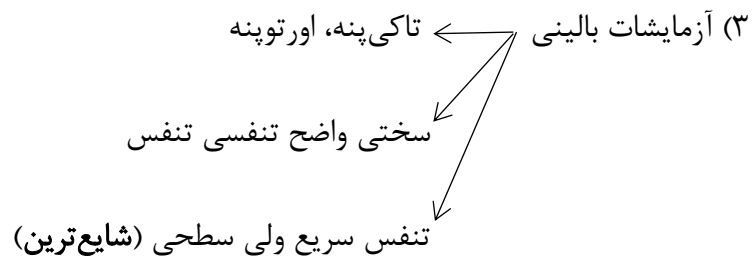 ۳) آزمایشات بالینی تاکی‌پنه، اورتوپنه
سختی واضح تنفسی تنفس
تنفس سریع ولی سطحی (شایع‌ترین)